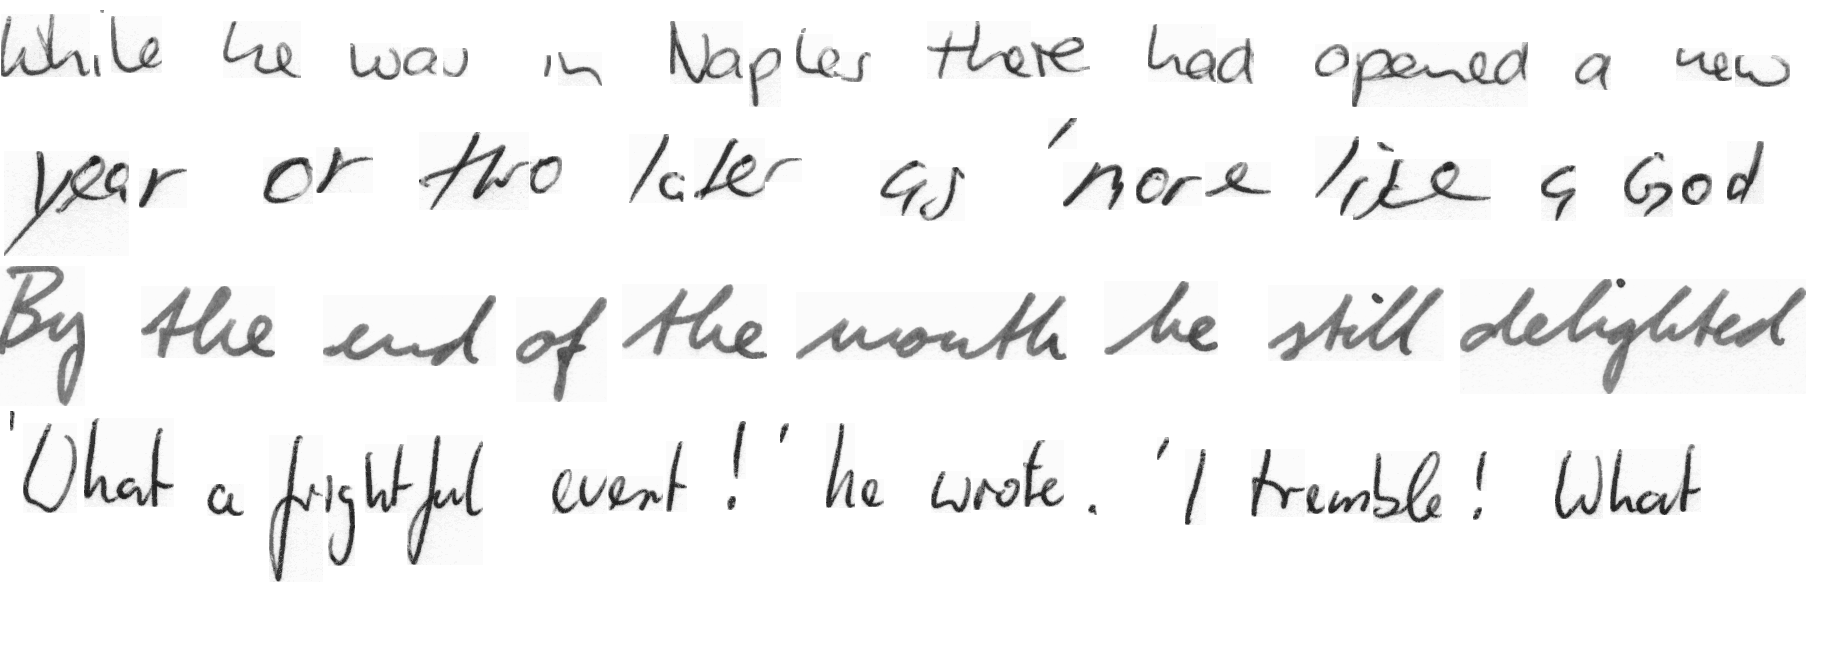 While he was in Naples there had opened a new
year or two later as 'more like a God
By the end of the month he still delighted
'What a frightful event!' he wrote. 'I tremble! What